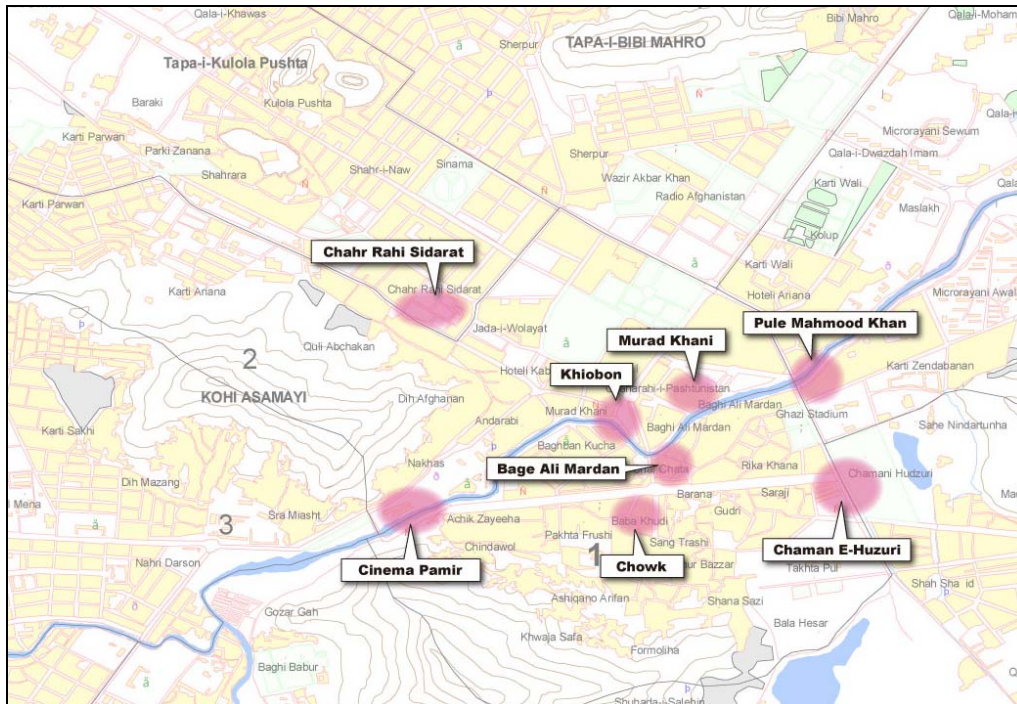 Qala-i-Khawas
Bibi Mahro
Sherpur
TAPA-I-BIBI MAHRO
Tapa-i-Kulola Pushta
Baraki
Kulola Pushta
Karti Parwan
Microrayani Sewum
Parki Zanana
Qala-i-Dwazdah Imam
Shahr-i-Naw
Sinama
Sherpur
Shahrara
Wazir Akbar Khan
Karti Wali
Radio Afghanistan
Karti Parwan
Maslakh
Kolup
Chahr Rahi Sidarat
Karti Wali
Karti Ariana
Chahr Rahi Sidarat
Hoteli Ariana
Microrayani Awal
Jada-i-Wolayat
Pule Mahmood Khan
Murad Khani
Quli Abchakan
2
Khiobon
Karti Zendabanan
KOHI ASAMAYI
Dih Afghanan
Murad Khani
Baghi Ali Mardan
Ghazi Stadium
Andarabi
Baghi Ali Mardan
Sahe Nindartunha
Karti Sakhi
Baghban Kucha
Nakhas
Bage Ali Mardan
Rika Khana
Chamani Hudzuri
Dih Mazang
Barana
Saraji
Sra Miasht
Achik Zayeeha
Baba Khudi
Gudri
3
Pakhta Frushi
Sang Trashi
Chindawol
1
Chaman E-Huzuri
Nahri Darson
Cinema Pamir
Chowk
Takhta Pul
Ashiqano Arifan
Shana Sazi
Gozar Gah
Bala Hesar
Khwaja Safa
Formoliha
Baghi Babur
Shuhada-i-Salehin